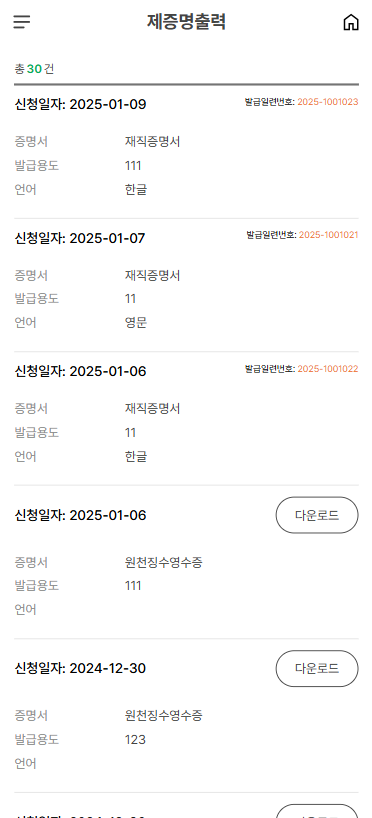 제증명출력
총 30 건
신청일자: 2025-01-09 발급일련번호: 2025-1001023
증명서 재직증명서
발급용도 111
언어 한글
신청일자: 2025-01-07 발급일련번호: 2025-1001021
증명서 재직증명서
발급용도 11
언어 영문
신청일자: 2025-01-06 발급일련번호: 2025-1001022
증명서 재직증명서
발급용도 11
언어 한글
신청일자: 2025-01-06 다운로드
증명서 원천징수영수증
발급용도 111
언어
신청일자: 2024-12-30 다운로드
증명서 원천징수영수증
발급용도 123
언어